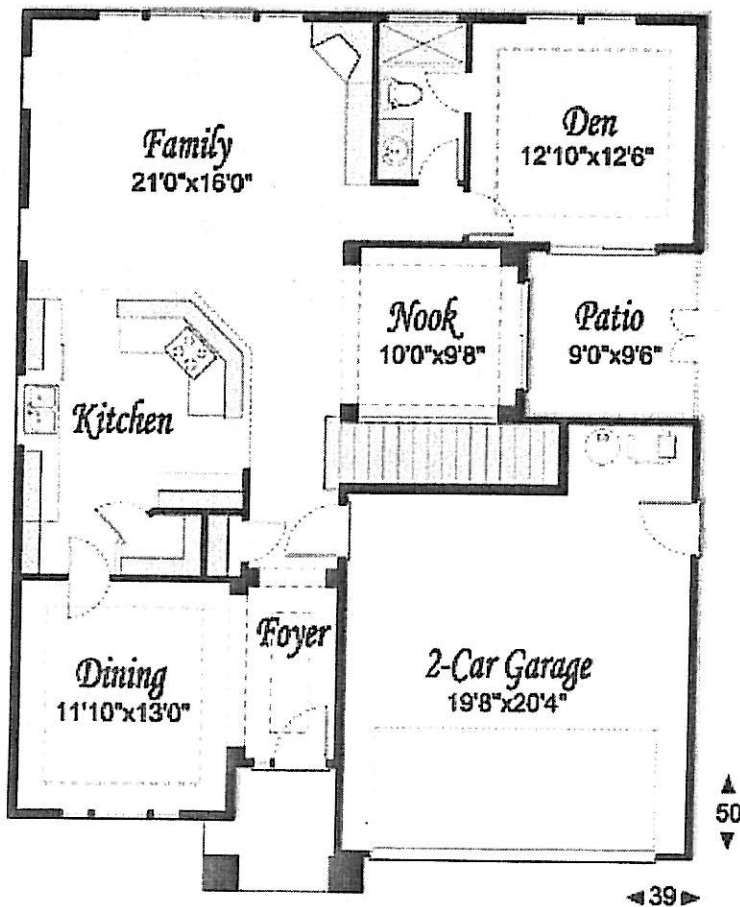 Family
21'0"x16'0"
Den
12'10"x12'6"
Nook
10'0"x9'8"
Patio
9'0"x9'6"
Kitchen
Foyer
Dining
11'10"x13'0"
2-Car Garage
19'8"x20'4"
50
39